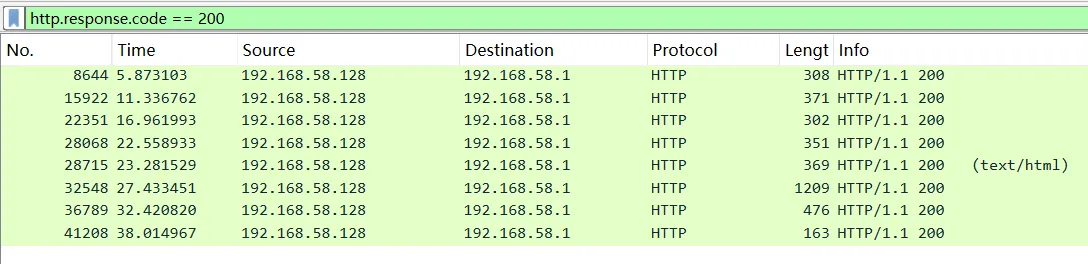 http.response.code == 200
No. Time Source Destination Protocol Lengt Info
8644 5.873103 192.168.58.128 192.168.58.1 HTTP 308 HTTP/1.1 200
15922 11.336762 192.168.58.128 192.168.58.1 HTTP 371 HTTP/1.1 200
22351 16.961993 192.168.58.128 192.168.58.1 HTTP 302 HTTP/1.1 200
28068 22.558933 192.168.58.128 192.168.58.1 HTTP 351 HTTP/1.1 200
28715 23.281529 192.168.58.128 192.168.58.1 HTTP 369 HTTP/1.1 200 (text/html)
32548 27.433451 192.168.58.128 192.168.58.1 HTTP 1209 HTTP/1.1 200
36789 32.420820 192.168.58.128 192.168.58.1 HTTP 476 HTTP/1.1 200
41208 38.014967 192.168.58.128 192.168.58.1 HTTP 163 HTTP/1.1 200